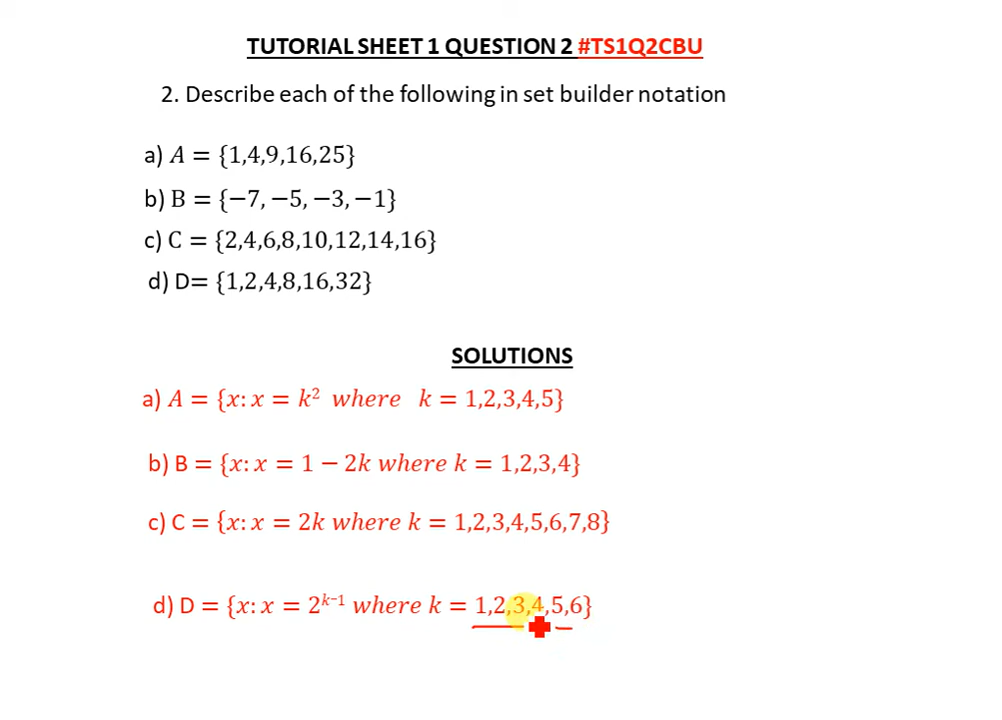 TUTORIAL SHEET 1 QUESTION 2 #TS1Q2CBU
2. Describe each of the following in set builder notation
a) A = {1,4,9,16,25}
b) B = {−7, −5, −3, −1}
c) C = {2,4,6,8,10,12,14,16}
d) D= {1,2,4,8,16,32}
SOLUTIONS
a) A = {x: x = k² where k = 1,2,3,4,5}
b) B = {x: x = 1 − 2k where k = 1,2,3,4}
c) C = {x: x = 2k where k = 1,2,3,4,5,6,7,8}
d) D = {x: x = 2ᵏ⁻¹ where k = 1,2,3,4,5,6}